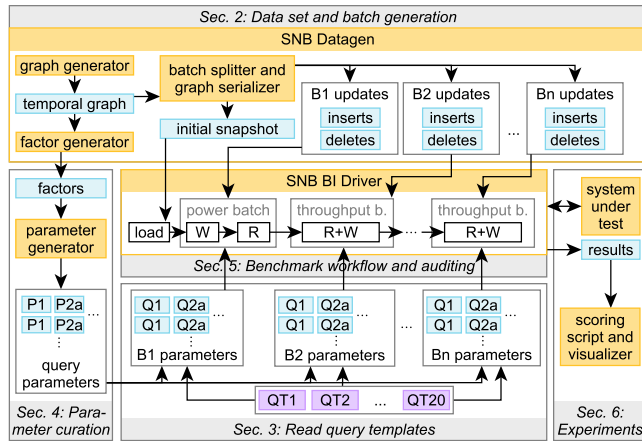 Sec. 2: Data set and batch generation
SNB Datagen
graph generator
temporal graph
factor generator
batch splitter and
graph serializer
initial snapshot
B1 updates
inserts
deletes
B2 updates
inserts
deletes
...
Bn updates
inserts
deletes
factors
parameter
generator
P1 P2a
P1 P2a
...
⋮
query
parameters
Sec. 4: Para-
meter curation
SNB BI Driver
load
power batch
W R
throughput b.
R+W
...
throughput b.
R+W
Sec. 5: Benchmark workflow and auditing
Q1 Q2a
Q1 Q2a
...
⋮
B1 parameters
Q1 Q2a
Q1 Q2a
...
⋮
B2 parameters
...
Q1 Q2a
Q1 Q2a
...
⋮
Bn parameters
QT1 QT2 ... QT20
Sec. 3: Read query templates
system
under
test
results
scoring
script and
visualizer
Sec. 6:
Experiments